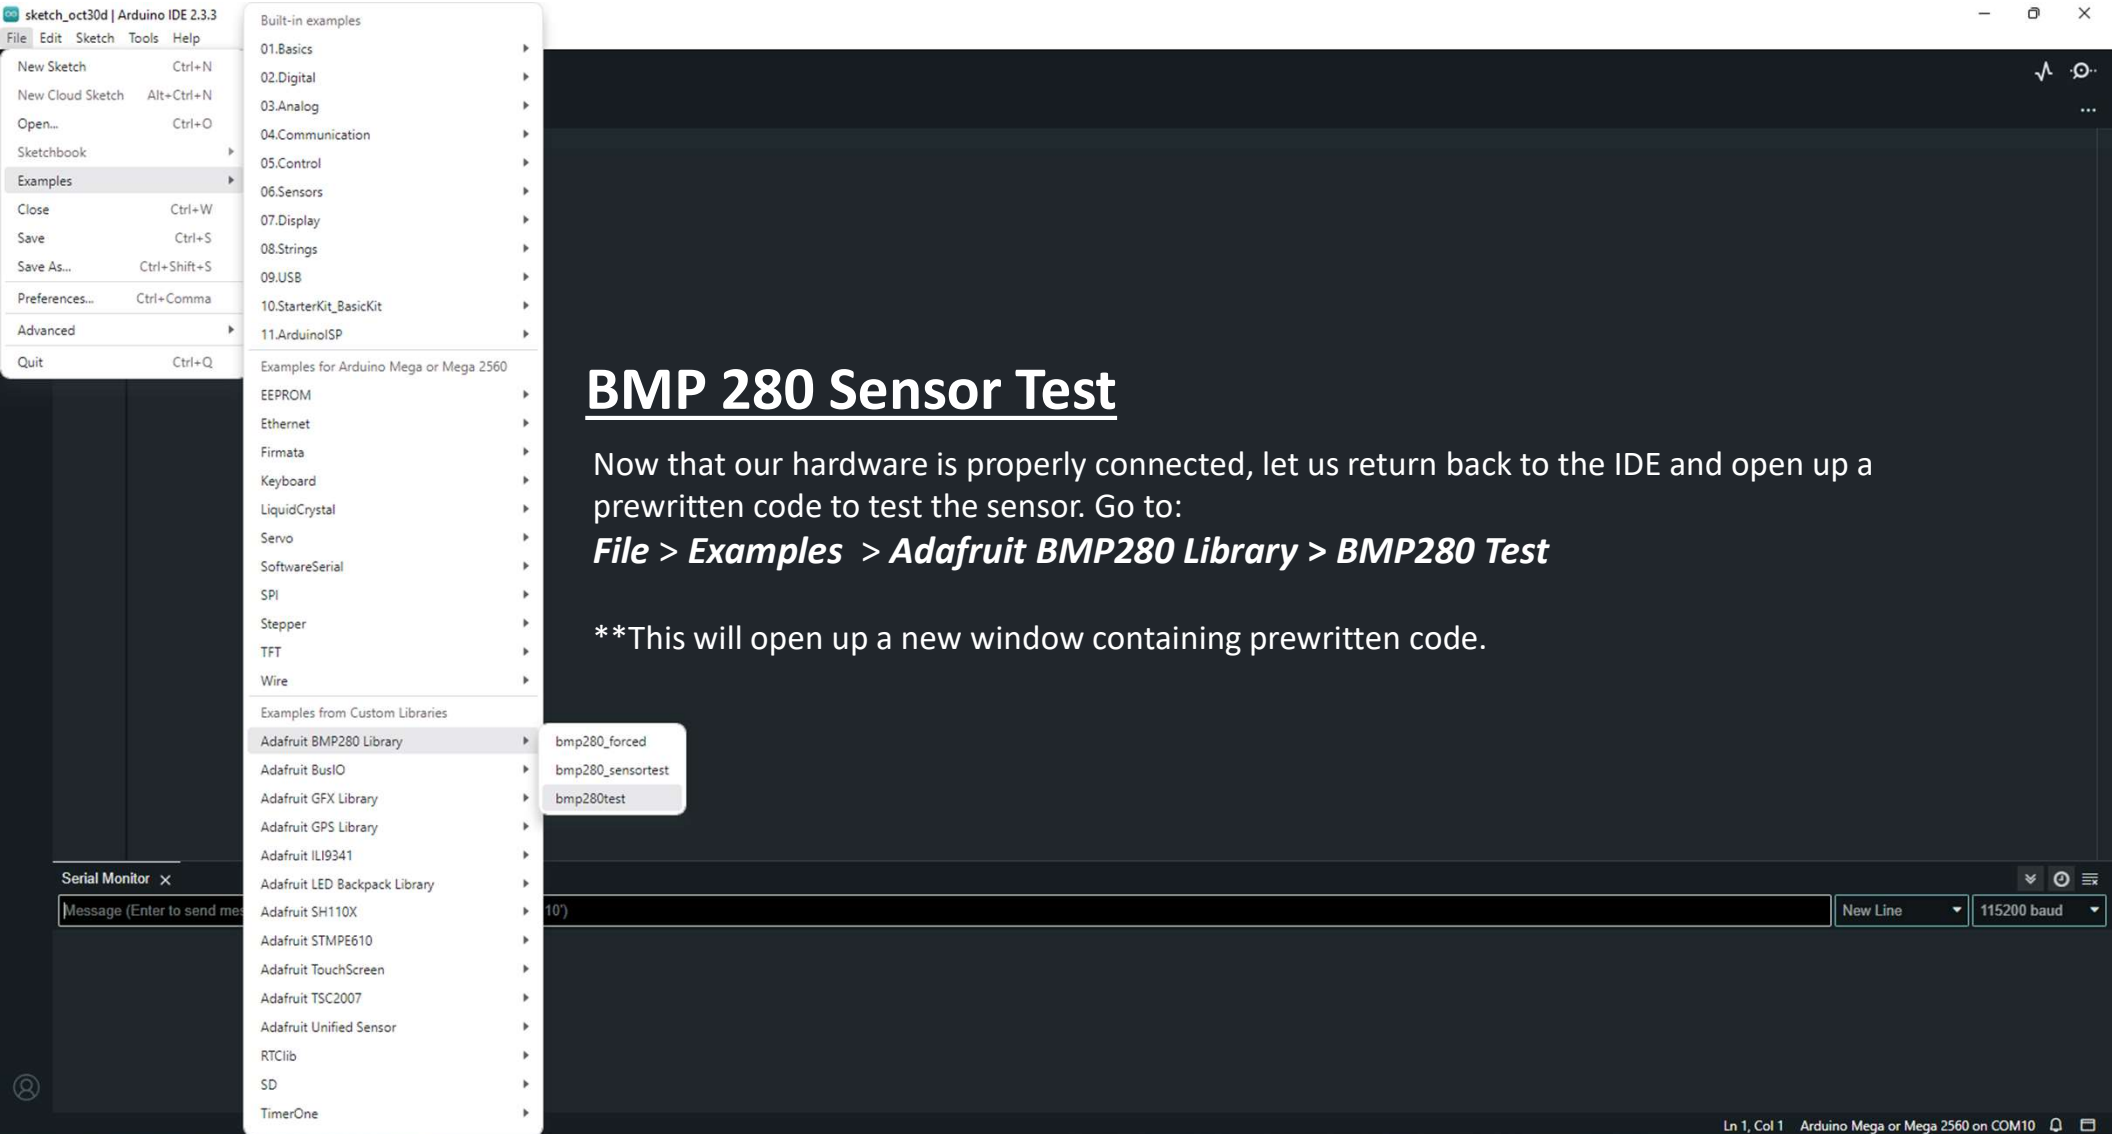 sketch_oct30d | Arduino IDE 2.3.3
File Edit Sketch Tools Help
New Sketch Ctrl+N
New Cloud Sketch Alt+Ctrl+N
Open... Ctrl+O
Sketchbook
Examples
Close Ctrl+W
Save Ctrl+S
Save As... Ctrl+Shift+S
Preferences... Ctrl+Comma
Advanced
Quit Ctrl+Q
Built-in examples
01.Basics
02.Digital
03.Analog
04.Communication
05.Control
06.Sensors
07.Display
08.Strings
09.USB
10.StarterKit_BasicKit
11.ArduinoISP
Examples for Arduino Mega or Mega 2560
EEPROM
Ethernet
Firmata
Keyboard
LiquidCrystal
Servo
SoftwareSerial
SPI
Stepper
TFT
Wire
Examples from Custom Libraries
Adafruit BMP280 Library
Adafruit BusIO
Adafruit GFX Library
Adafruit GPS Library
Adafruit ILI9341
Adafruit LED Backpack Library
Adafruit SH110X
Adafruit STMPE610
Adafruit TouchScreen
Adafruit TSC2007
Adafruit Unified Sensor
RTClib
SD
TimerOne
bmp280_forced
bmp280_sensortest
bmp280test
BMP 280 Sensor Test
Now that our hardware is properly connected, let us return back to the IDE and open up a
prewritten code to test the sensor. Go to:
File > Examples > Adafruit BMP280 Library > BMP280 Test
**This will open up a new window containing prewritten code.
Serial Monitor
Message (Enter to send mes 10')
New Line
115200 baud
Ln 1, Col 1 Arduino Mega or Mega 2560 on COM10